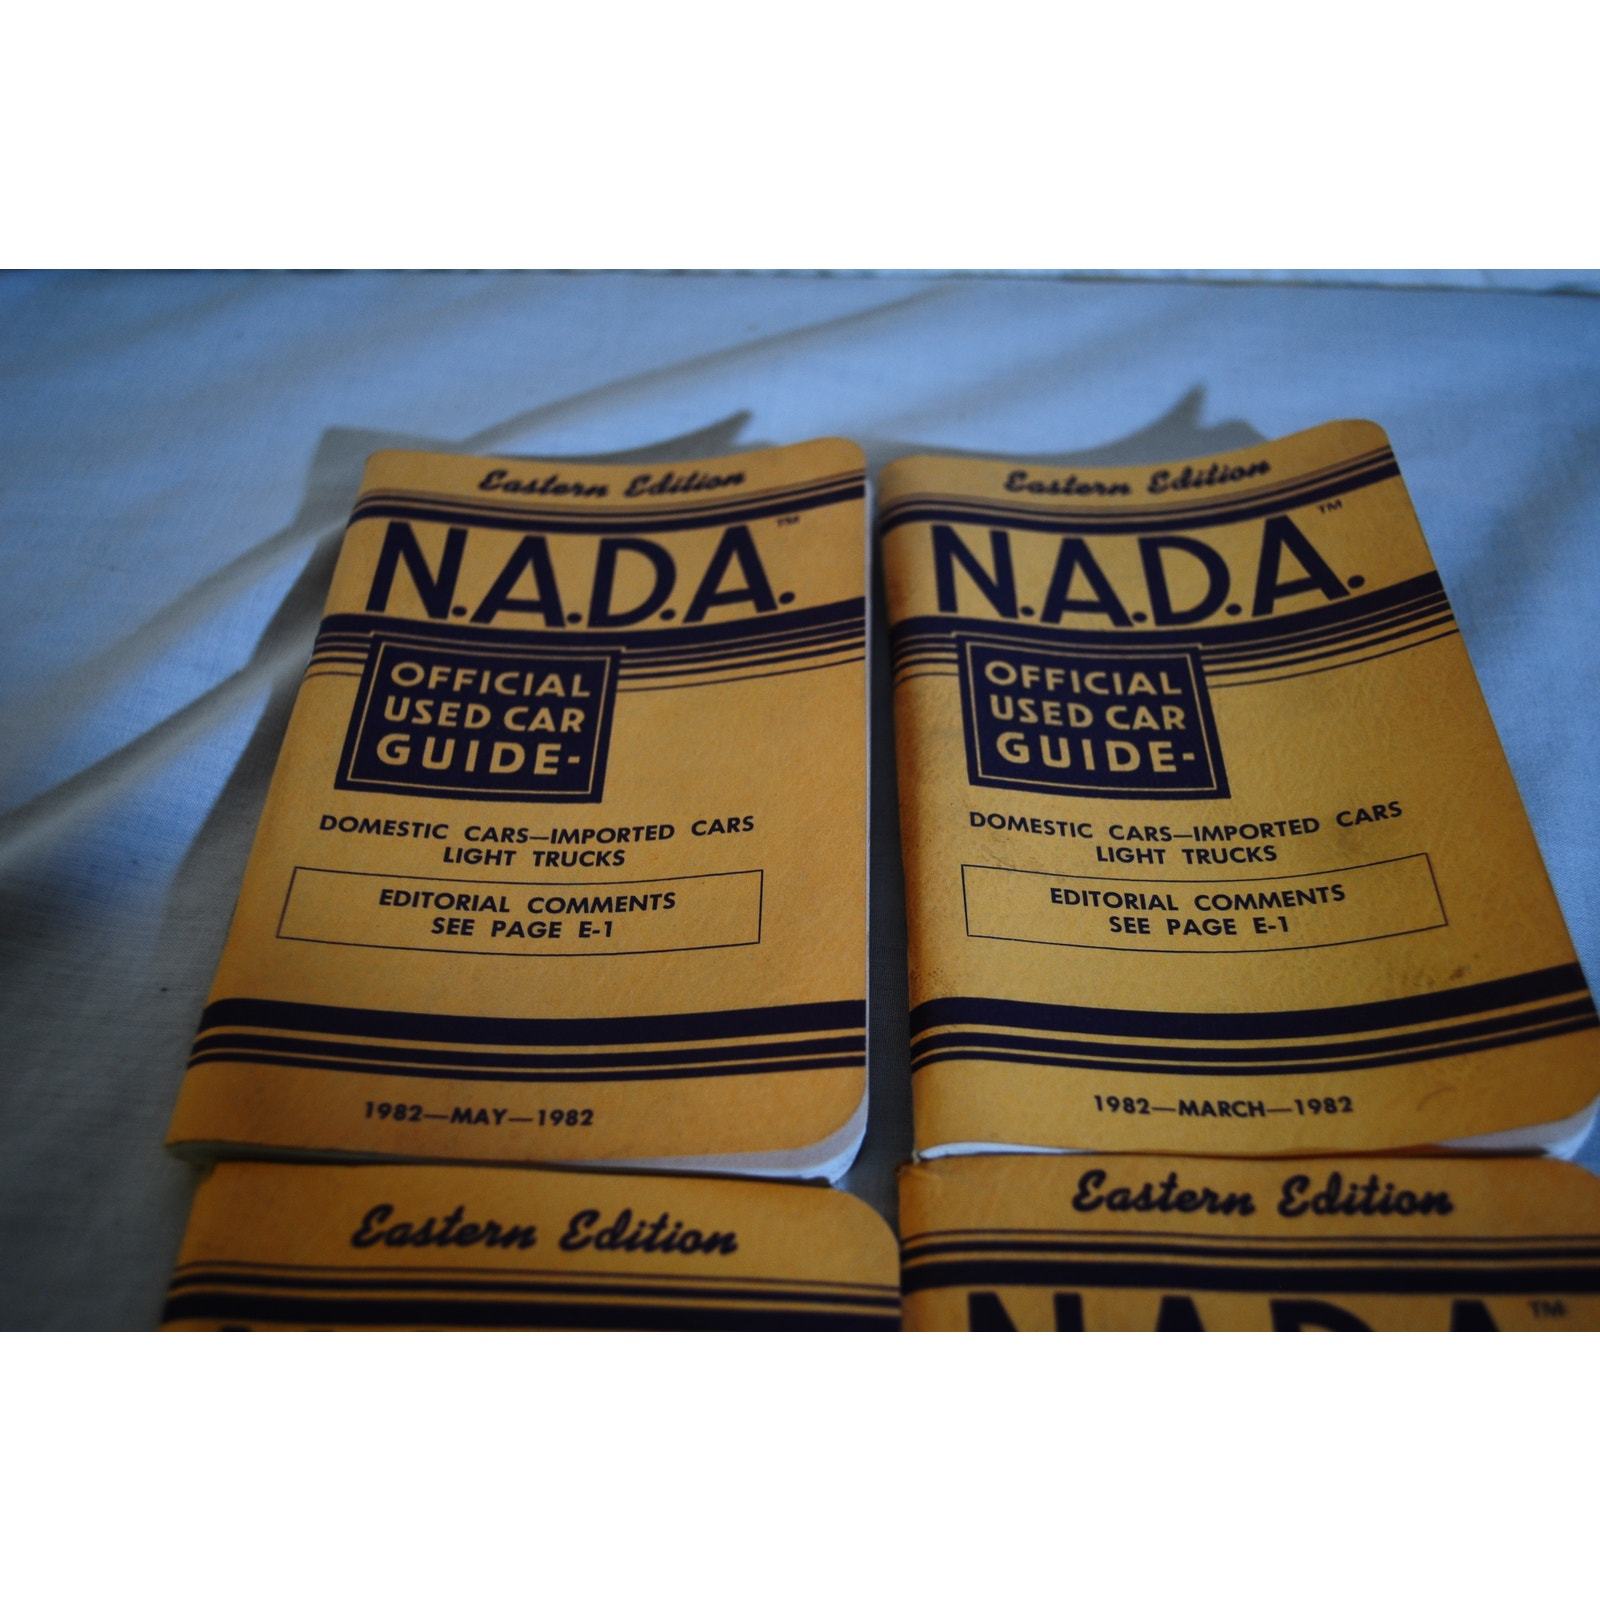 Eastern Edition
N.A.D.A.™
OFFICIAL
USED CAR
GUIDE-
DOMESTIC CARS—IMPORTED CARS
LIGHT TRUCKS
EDITORIAL COMMENTS
SEE PAGE E-1
1982—MAY—1982
Eastern Edition
N.A.D.A.™
OFFICIAL
USED CAR
GUIDE-
DOMESTIC CARS—IMPORTED CARS
LIGHT TRUCKS
EDITORIAL COMMENTS
SEE PAGE E-1
1982—MARCH—1982
Eastern Edition
Eastern Edition
N.A.D.A.™